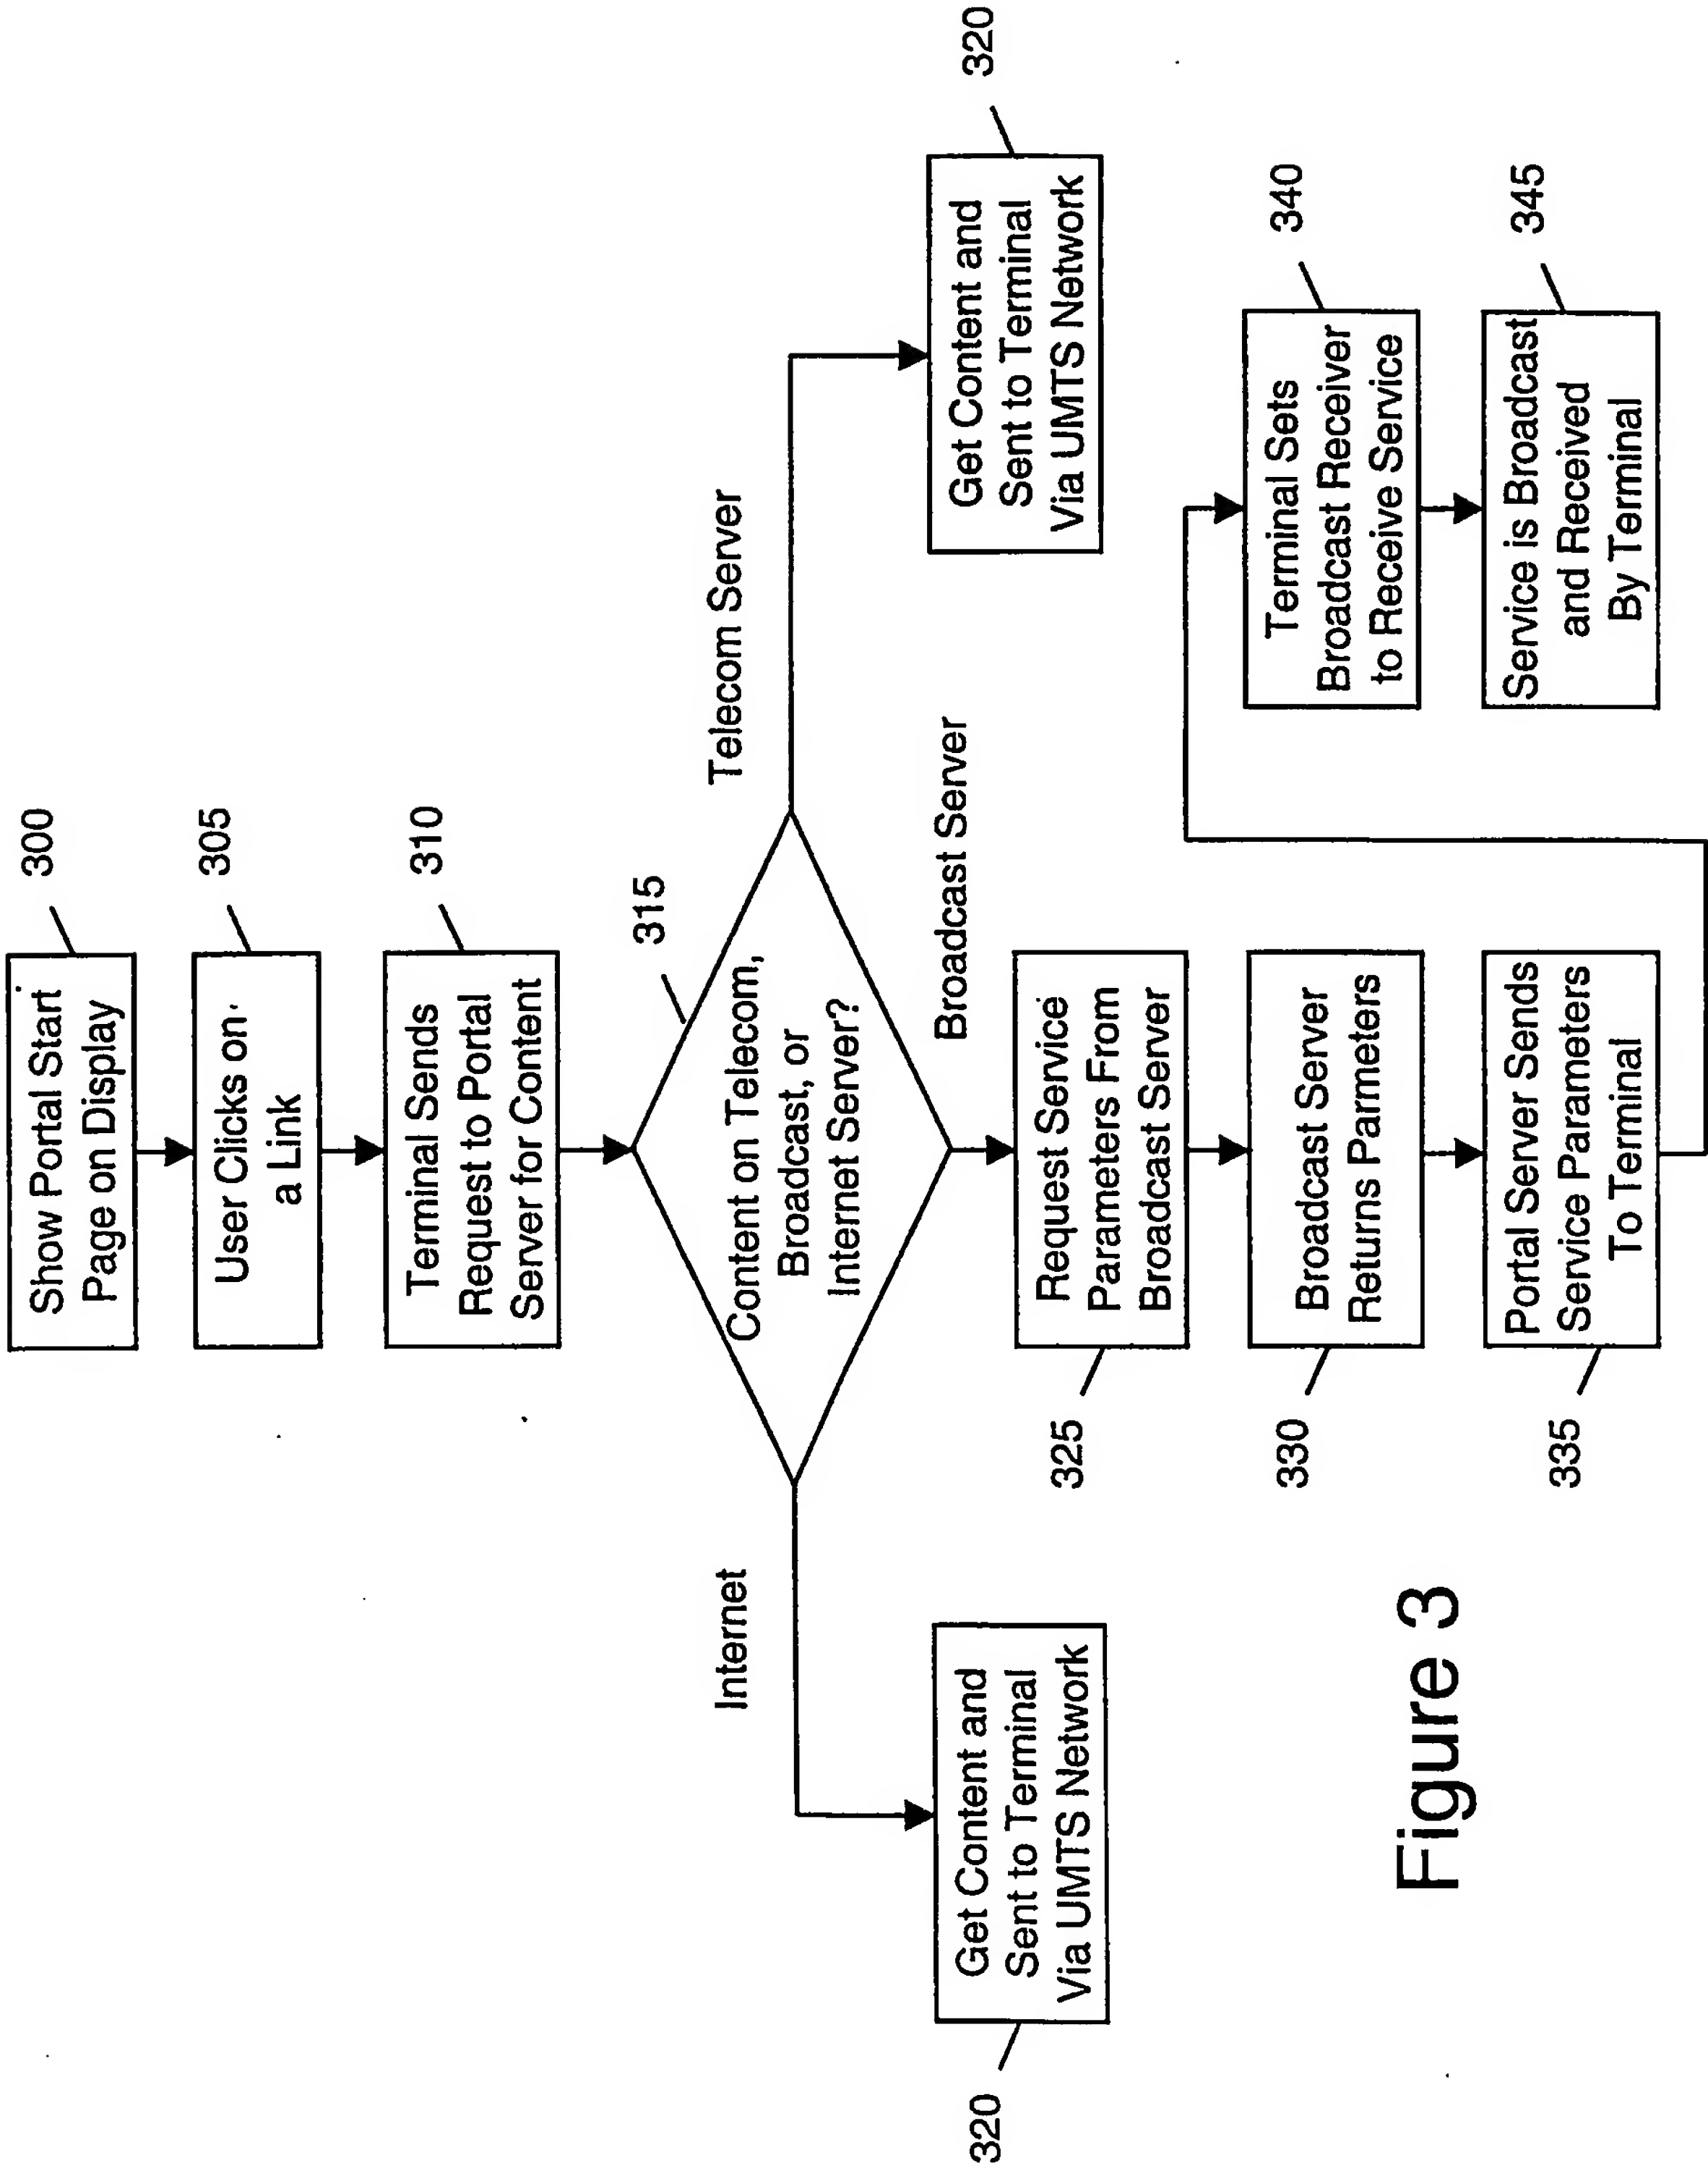 300
Show Portal Start
Page on Display
305
User Clicks on
a Link
310
Terminal Sends
Request to Portal
Server for Content
315
Content on Telecom,
Broadcast, or
Internet Server?
Internet
Telecom Server
Broadcast Server
320
Get Content and
Sent to Terminal
Via UMTS Network
320
Get Content and
Sent to Terminal
Via UMTS Network
325
Request Service
Parameters From
Broadcast Server
330
Broadcast Server
Returns Parmeters
335
Portal Server Sends
Service Parameters
To Terminal
340
Terminal Sets
Broadcast Receiver
to Receive Service
345
Service is Broadcast
and Received
By Terminal
Figure 3